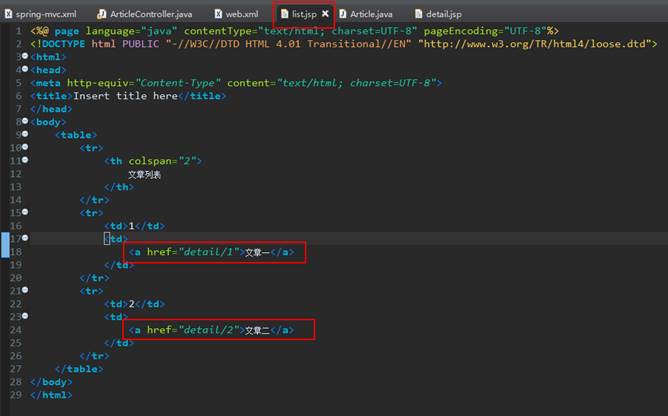 spring-mvc.xml ArticleController.java web.xml list.jsp Article.java detail.jsp
1 <%@ page language="java" contentType="text/html; charset=UTF-8" pageEncoding="UTF-8"%>
2 <!DOCTYPE html PUBLIC "-//W3C//DTD HTML 4.01 Transitional//EN" "http://www.w3.org/TR/html4/loose.dtd">
3 <html>
4 <head>
5 <meta http-equiv="Content-Type" content="text/html; charset=UTF-8">
6 <title>Insert title here</title>
7 </head>
8 <body>
9 <table>
10 <tr>
11 <th colspan="2">
12 文章列表
13 </th>
14 </tr>
15 <tr>
16 <td>1</td>
17 <td>
18 <a href="detail/1">文章一</a>
19 </td>
20 </tr>
21 <tr>
22 <td>2</td>
23 <td>
24 <a href="detail/2">文章二</a>
25 </td>
26 </tr>
27 </table>
28 </body>
29 </html>